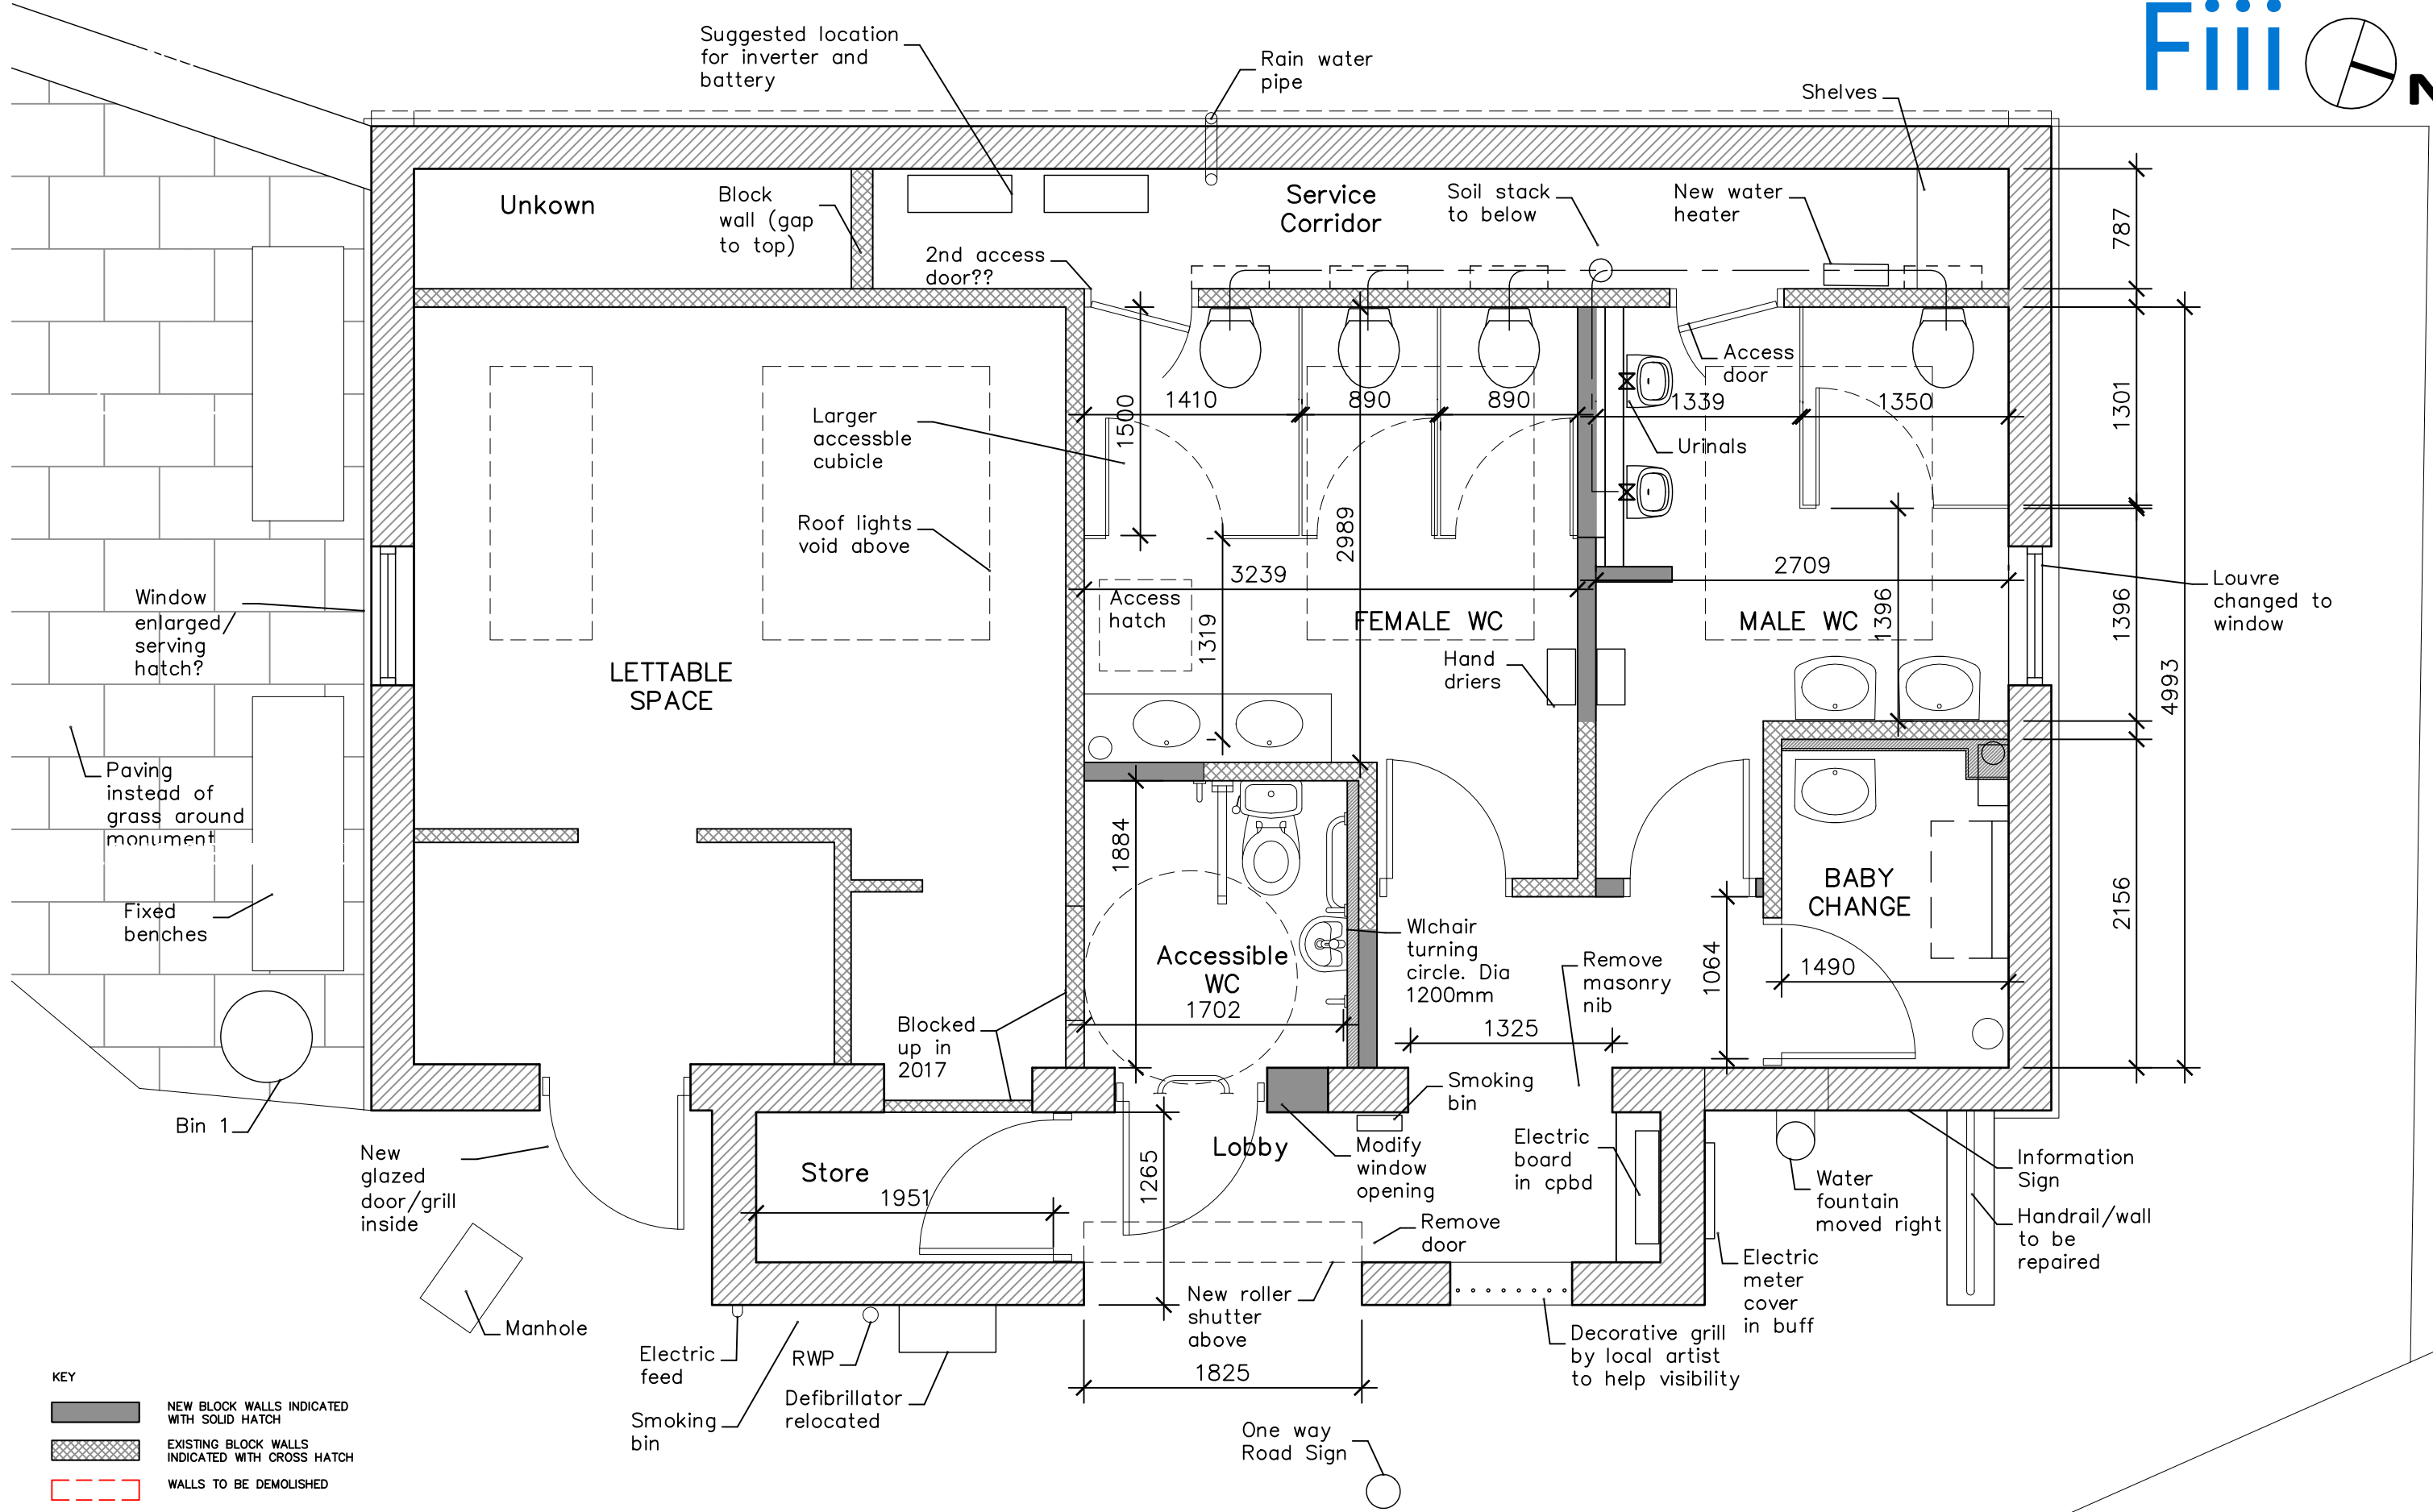 Fiii
N
Suggested location
for inverter and
battery
Rain water
pipe
Shelves
Unkown
Block
wall (gap
to top)
Service
Corridor
Soil stack
to below
New water
heater
787
2nd access
door??
Access
door
1410
890
890
1339
1350
1301
1500
Larger
accessble
cubicle
Urinals
Roof lights
void above
2989
3239
2709
Access
hatch
1319
FEMALE WC
MALE WC
1396
1396
Louvre
changed to
window
Window
enlarged/
serving
hatch?
LETTABLE
SPACE
Hand
driers
4993
Paving
instead of
grass around
monument
1884
BABY
CHANGE
2156
Fixed
benches
Accessible
WC
1702
Wlchair
turning
circle. Dia
1200mm
Remove
masonry
nib
1064
1490
1325
Blocked
up in
2017
Bin 1
Smoking
bin
New
glazed
door/grill
inside
Store
1951
1265
Lobby
Modify
window
opening
Electric
board
in cpbd
Water
fountain
moved right
Information
Sign
Handrail/wall
to be
repaired
Remove
door
Electric
meter
cover
in buff
Manhole
New roller
shutter
above
Electric
feed
RWP
Defibrillator
relocated
Smoking
bin
1825
Decorative grill
by local artist
to help visibility
One way
Road Sign
KEY
NEW BLOCK WALLS INDICATED
WITH SOLID HATCH
EXISTING BLOCK WALLS
INDICATED WITH CROSS HATCH
WALLS TO BE DEMOLISHED